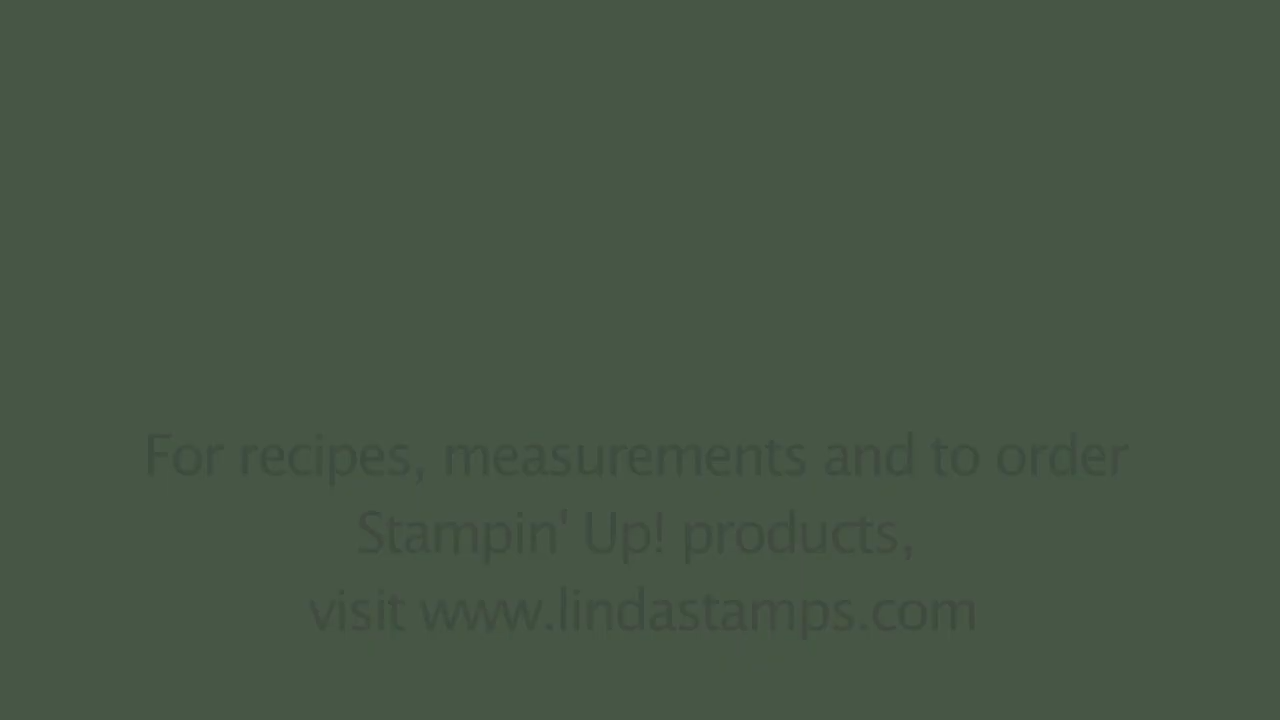 For recipes, measurements and to order
Stampin' Up! products,
visit www.lindastamps.com